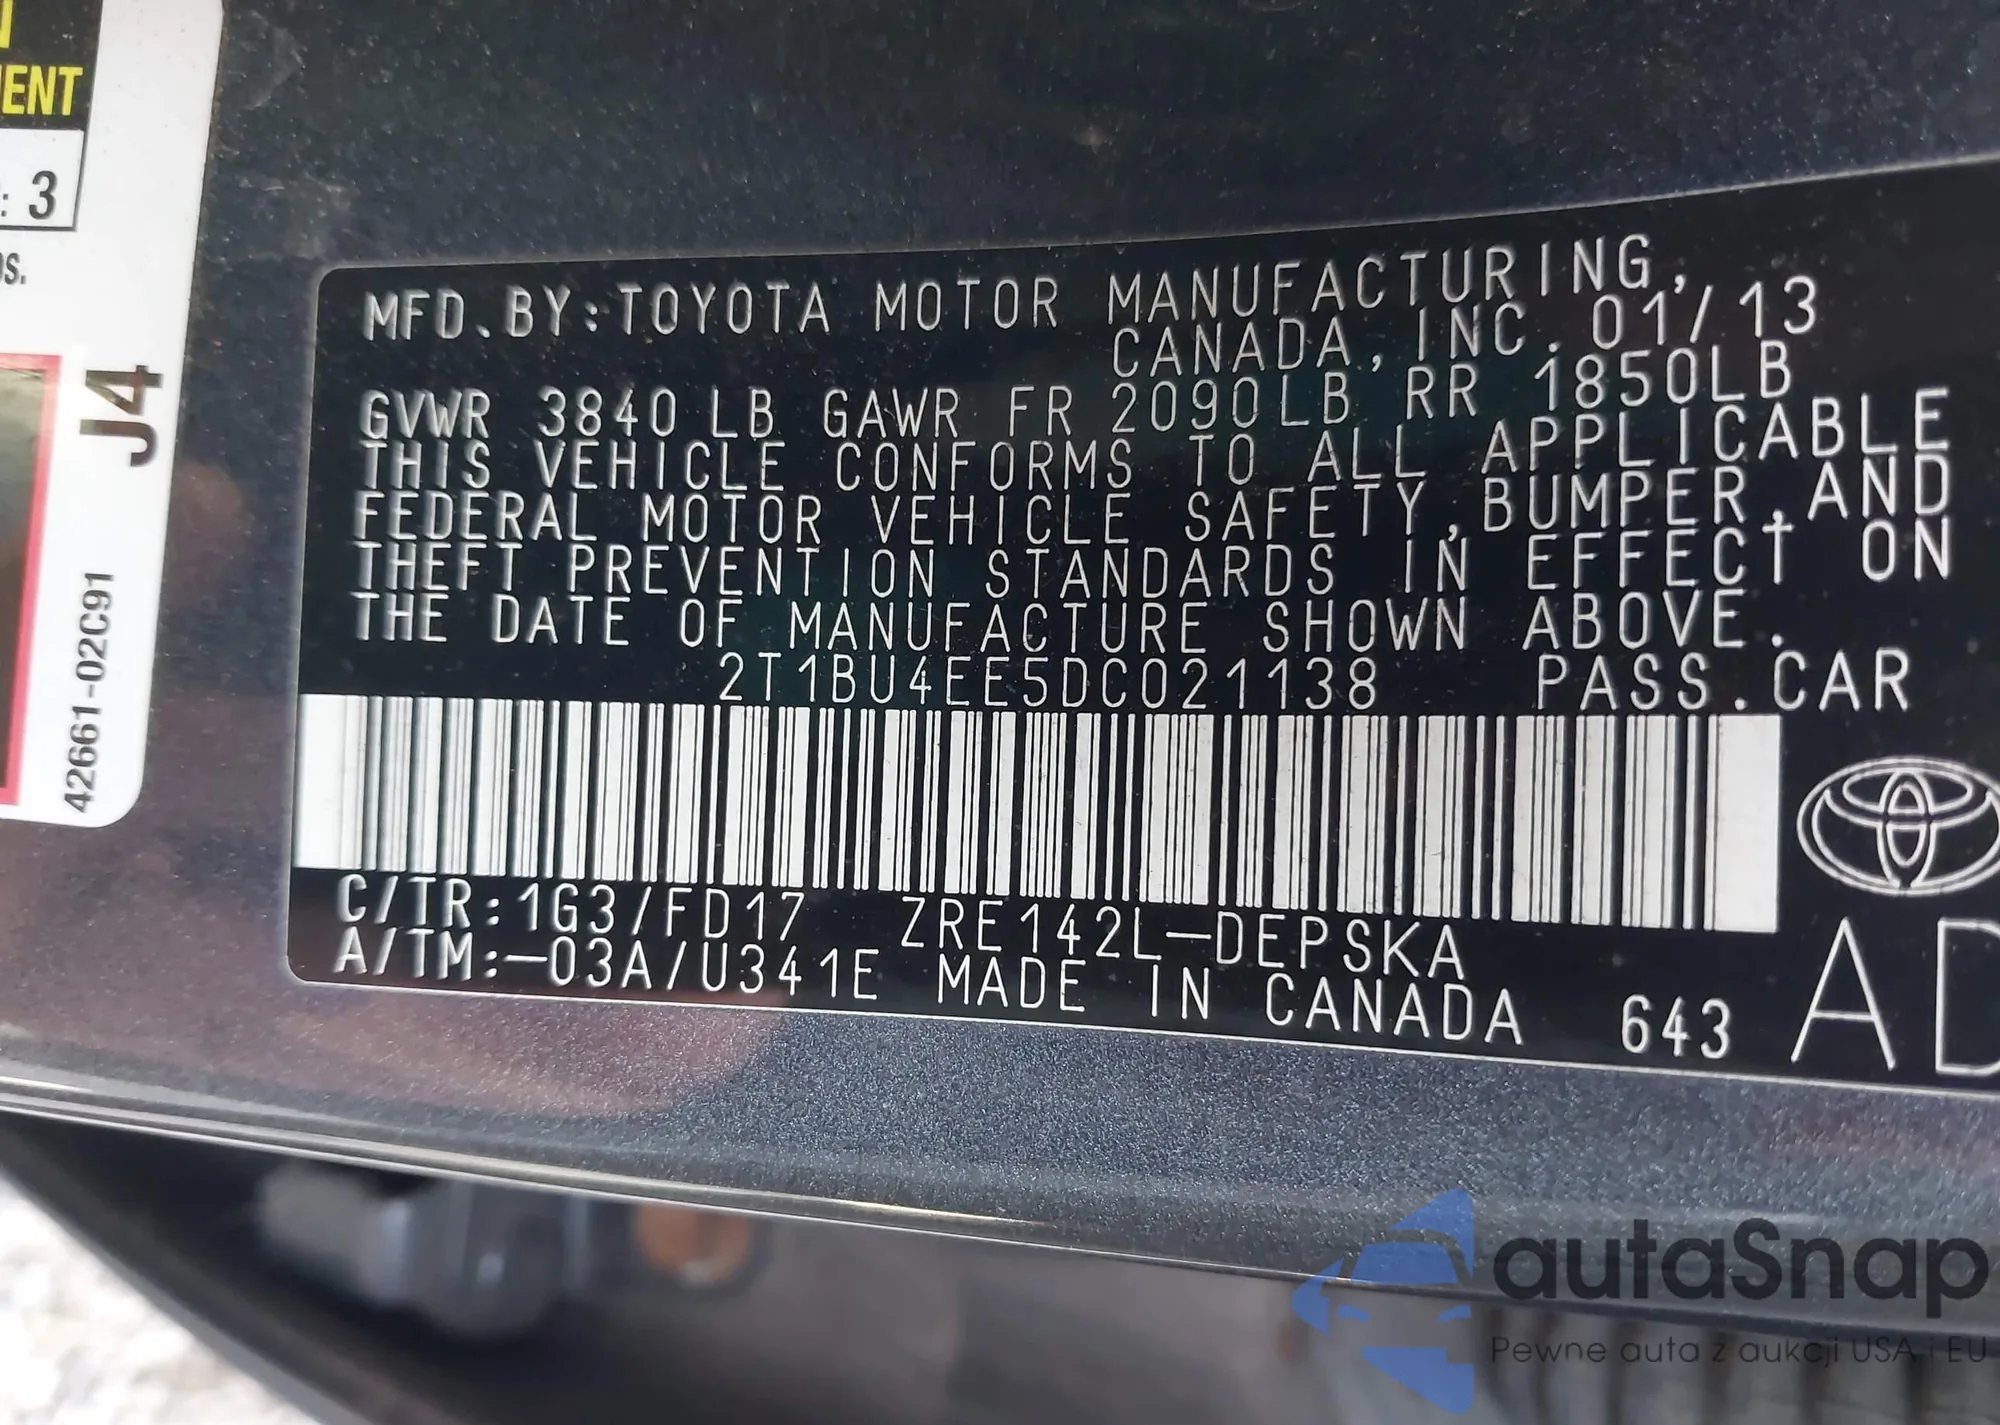 ENT
: 3
s.
J4
42661-02C91
MFD. BY:TOYOTA MOTOR MANUFACTURING,
CANADA, INC. 01/13
GVWR 3840 LB GAWR FR 2090LB RR 1850LB
THIS VEHICLE CONFORMS TO ALL APPLICABLE
FEDERAL MOTOR VEHICLE SAFETY,BUMPER,AND
THEFT PREVENTION STANDARDS IN EFFECT ON
THE DATE OF MANUFACTURE SHOWN ABOVE.
2T1BU4EE5DC021138 PASS.CAR
C/TR:1G3/FD17 ZRE142L-DEPSKA
A/TM:-03A/U341E MADE IN CANADA 643
AD
autaSnap
Pewne auta z aukcji USA i EU